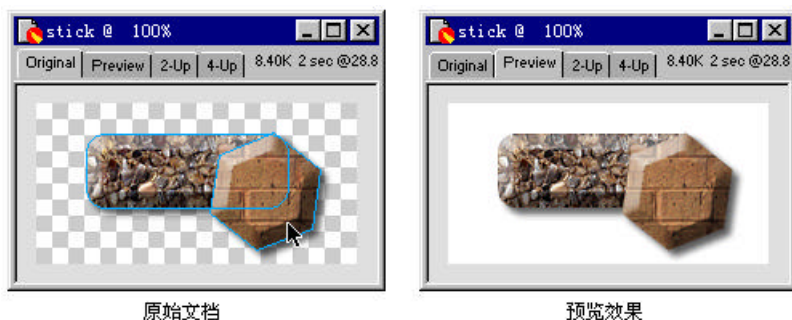 stick @ 100%
Original Preview 2-Up 4-Up 8.40K 2 sec @28.8
原始文档
stick @ 100%
Original Preview 2-Up 4-Up 8.40K 2 sec @28.8
预览效果